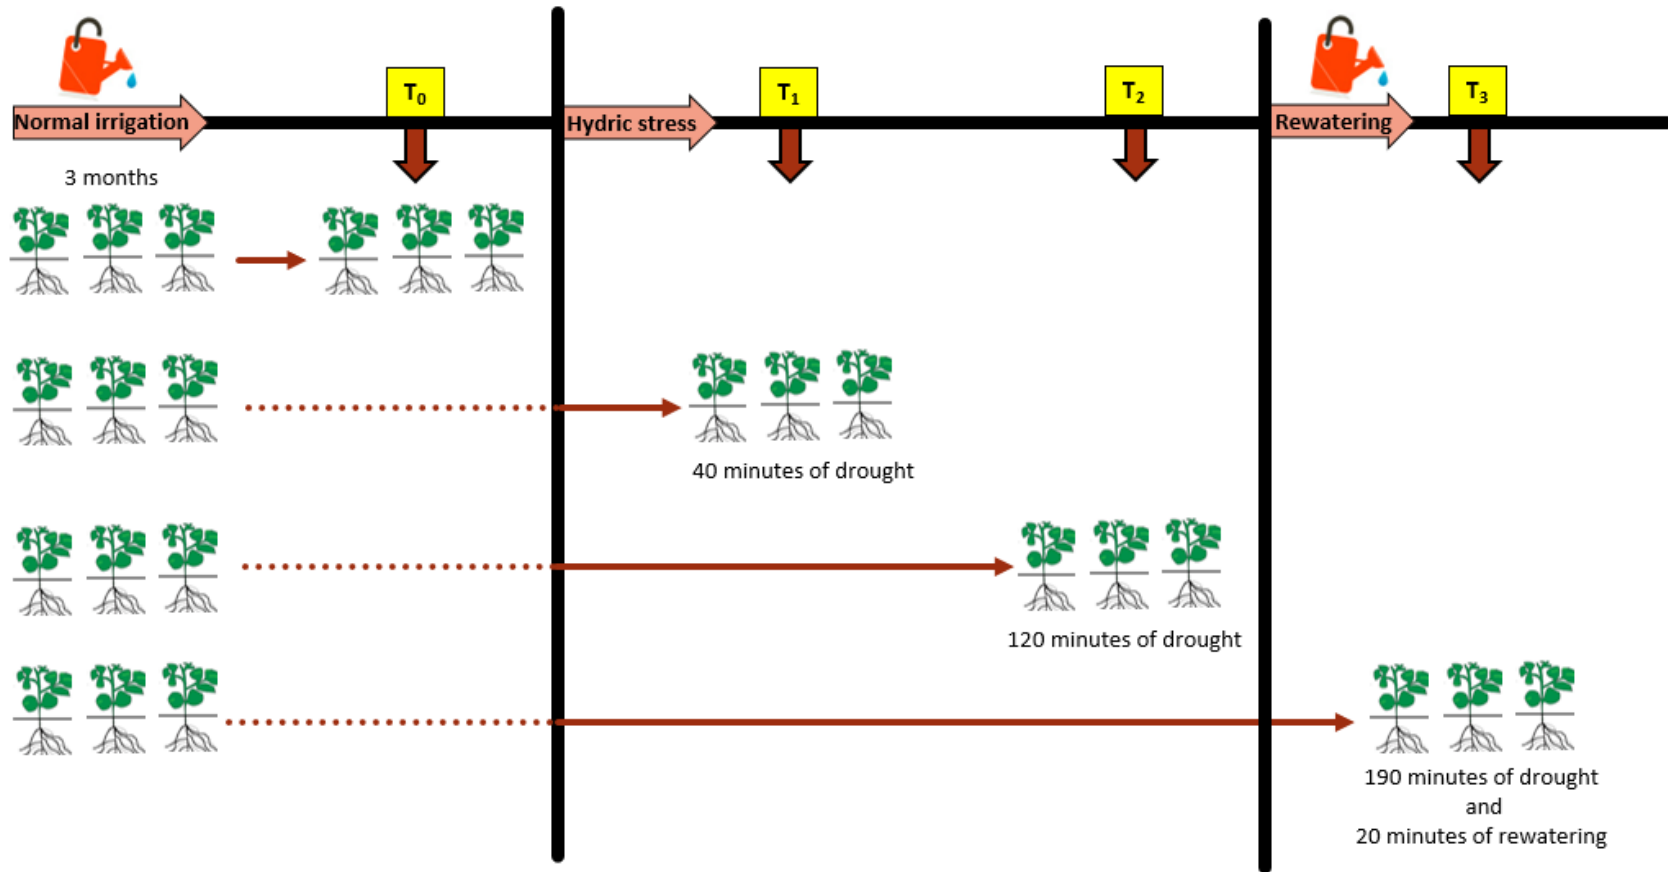 T₀
T₁
T₂
T₃
Normal irrigation
Hydric stress
Rewatering
3 months
40 minutes of drought
120 minutes of drought
190 minutes of drought
and
20 minutes of rewatering